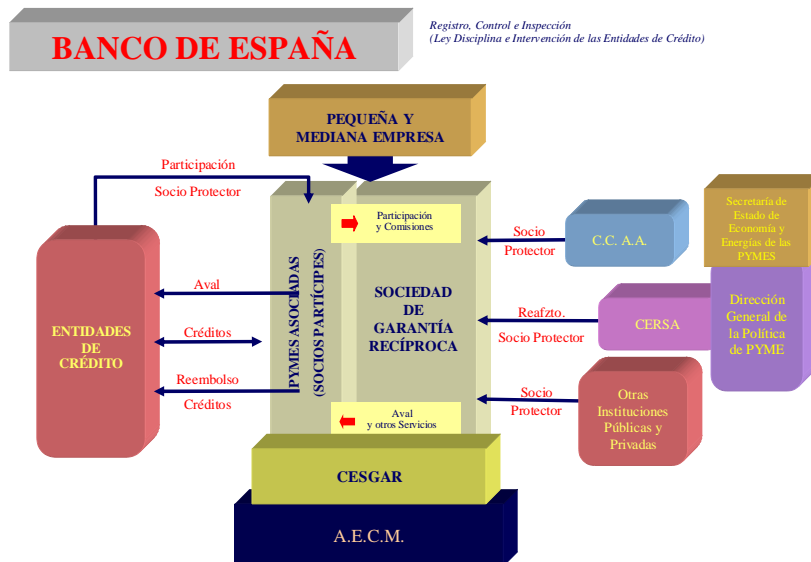 BANCO DE ESPAÑA
Registro, Control e Inspección
(Ley Disciplina e Intervención de las Entidades de Crédito)
PEQUEÑA Y
MEDIANA EMPRESA
Participación
Socio Protector
Participación
y Comisiones
Socio
Protector
C.C. A.A.
Secretaría de
Estado de
Economía y
Energías de las
PYMES
ENTIDADES
DE
CRÉDITO
Aval
Créditos
Reembolso
Créditos
PYMES ASOCIADAS
(SOCIOS PARTÍCIPES)
SOCIEDAD
DE
GARANTÍA
RECÍPROCA
Reafzto.
Socio Protector
CERSA
Dirección
General de
la Política
de PYME
Socio
Protector
Otras
Instituciones
Públicas y
Privadas
Aval
y otros Servicios
CESGAR
A.E.C.M.